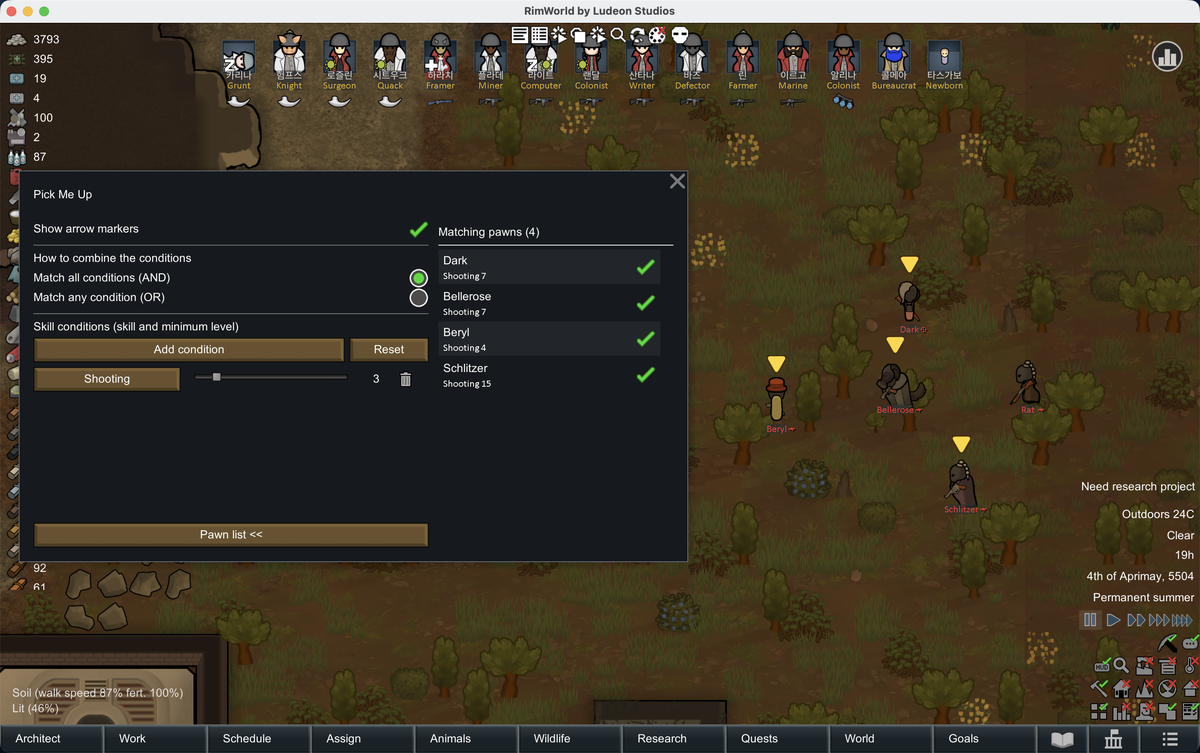 RimWorld by Ludeon Studios
3793
395
19
4
100
2
87
카리나
Grunt
험프스
Knight
로즐린
Surgeon
시트우크
Quack
하라치
Framer
플라데
Miner
라이트
Computer
랜달
Colonist
산타나
Writer
바즈
Defector
린
Farmer
이르고
Marine
알리나
Colonist
콜메아
Bureaucrat
타스가보
Newborn
Pick Me Up
Show arrow markers
How to combine the conditions
Match all conditions (AND)
Match any condition (OR)
Skill conditions (skill and minimum level)
Add condition
Reset
Shooting
3
Pawn list <<
Matching pawns (4)
Dark
Shooting 7
Bellerose
Shooting 7
Beryl
Shooting 4
Schlitzer
Shooting 15
Dark
Bellerose
Beryl
Rat
Schlitzer
92
61
Need research project
Outdoors 24C
Clear
19h
4th of Aprimay, 5504
Permanent summer
HUD
Soil (walk speed 87% fert. 100%)
Lit (46%)
Architect
Work
Schedule
Assign
Animals
Wildlife
Research
Quests
World
Goals